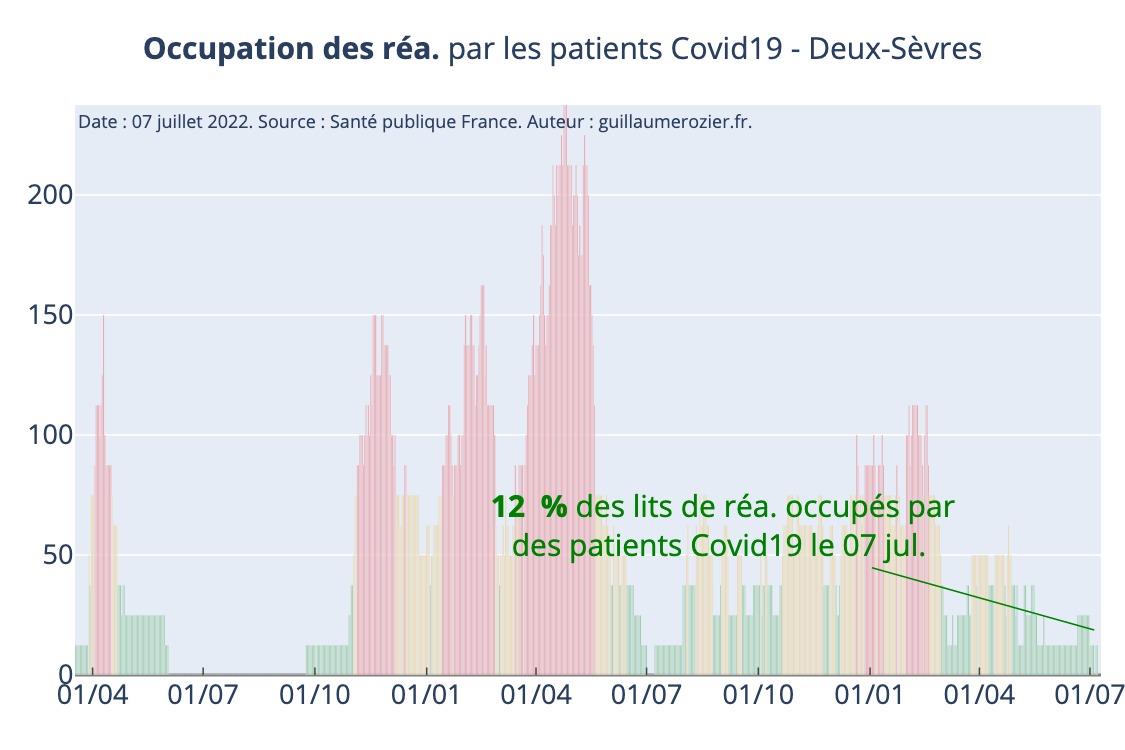 Occupation des réa. par les patients Covid19 - Deux-Sèvres
Date : 07 juillet 2022. Source : Santé publique France. Auteur : guillaumerozier.fr.
200
150
100
50
0
12  % des lits de réa. occupés par
des patients Covid19 le 07 jul.
01/04 01/07 01/10 01/01 01/04 01/07 01/10 01/01 01/04 01/07